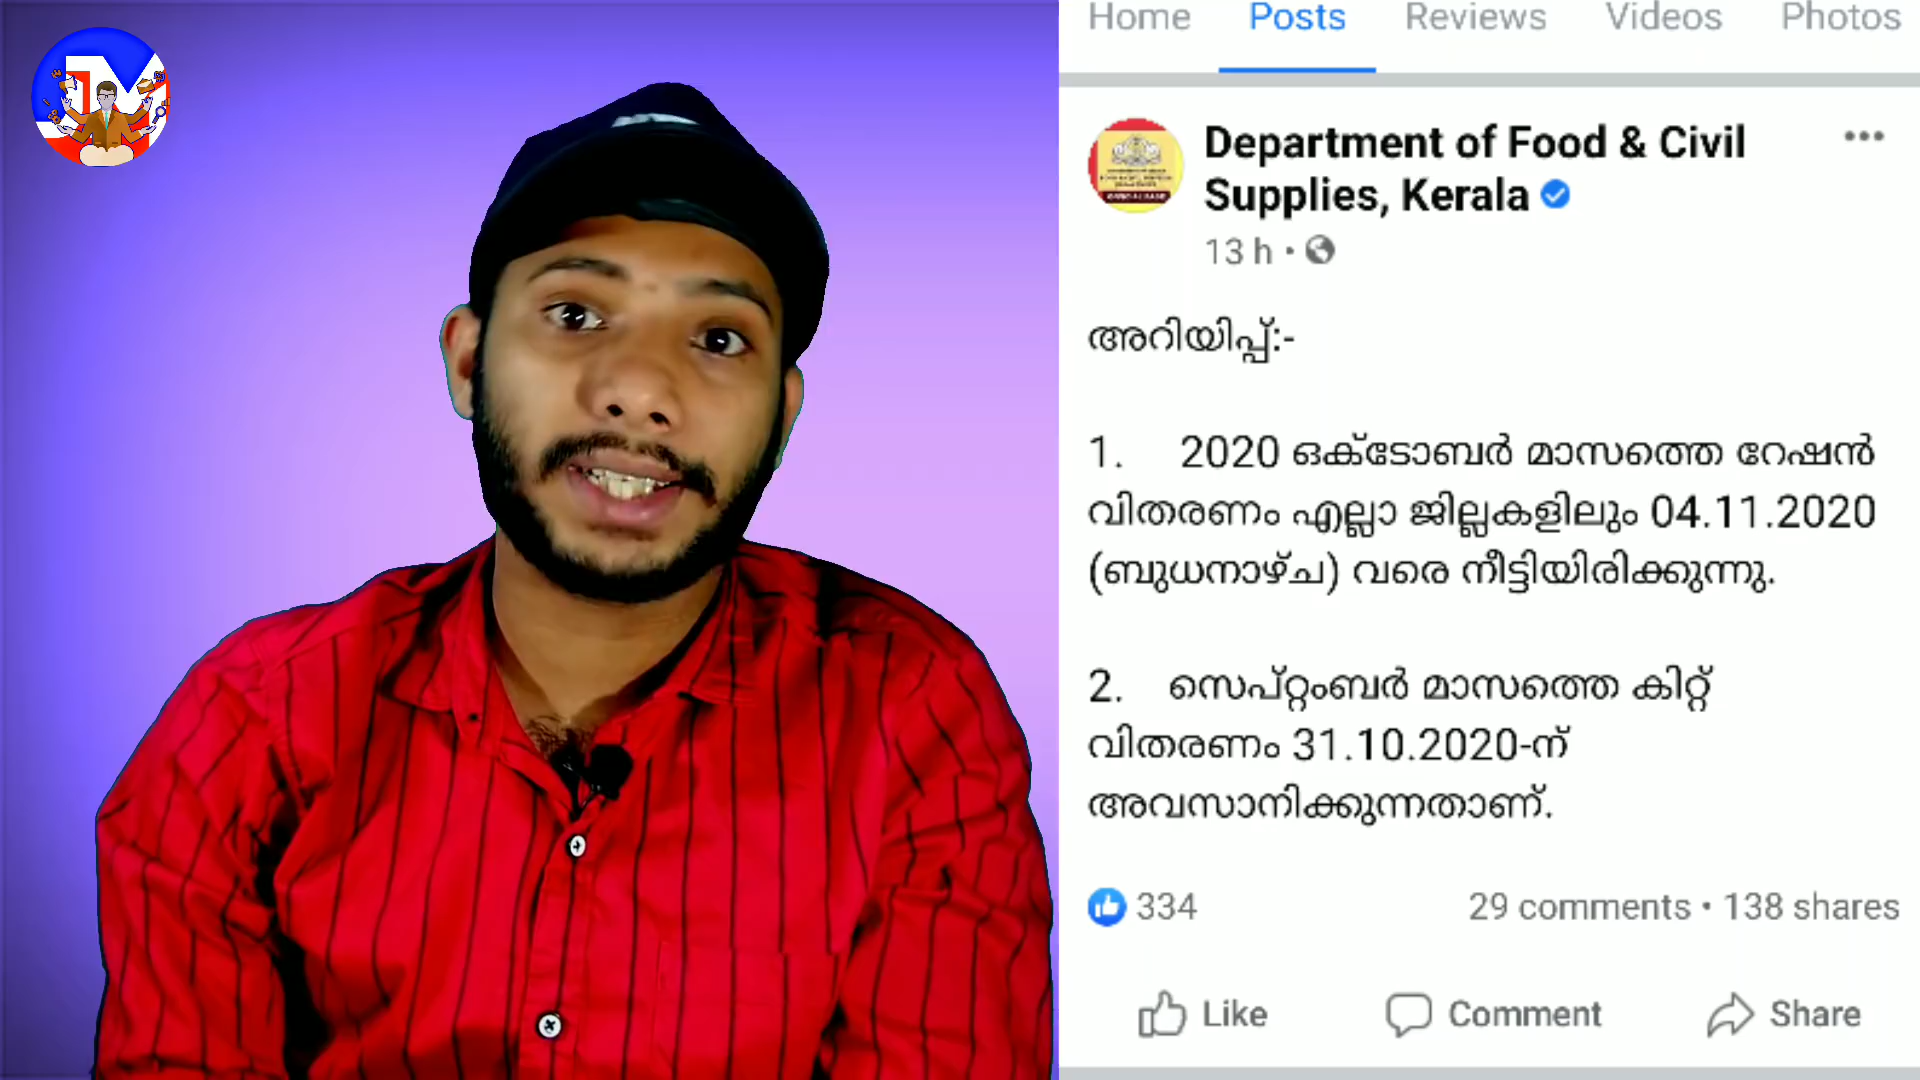 Home Posts Reviews Videos Photos
Department of Food & Civil
Supplies, Kerala
13 h
അറിയിപ്പ്:-
1. 2020 ഒക്ടോബർ മാസത്തെ റേഷൻ
വിതരണം എല്ലാ ജില്ലകളിലും 04.11.2020
(ബുധനാഴ്ച) വരെ നീട്ടിയിരിക്കുന്നു.
2. സെപ്റ്റംബർ മാസത്തെ കിറ്റ്
വിതരണം 31.10.2020-ന്
അവസാനിക്കുന്നതാണ്.
334 29 comments • 138 shares
Like Comment Share